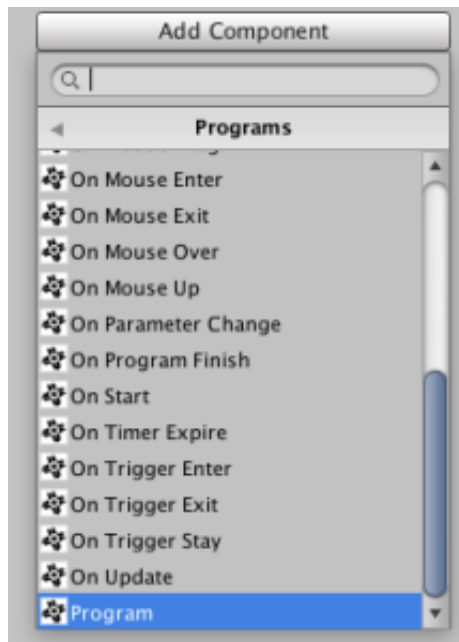 Add Component
Programs
On Mouse Enter
On Mouse Exit
On Mouse Over
On Mouse Up
On Parameter Change
On Program Finish
On Start
On Timer Expire
On Trigger Enter
On Trigger Exit
On Trigger Stay
On Update
Program